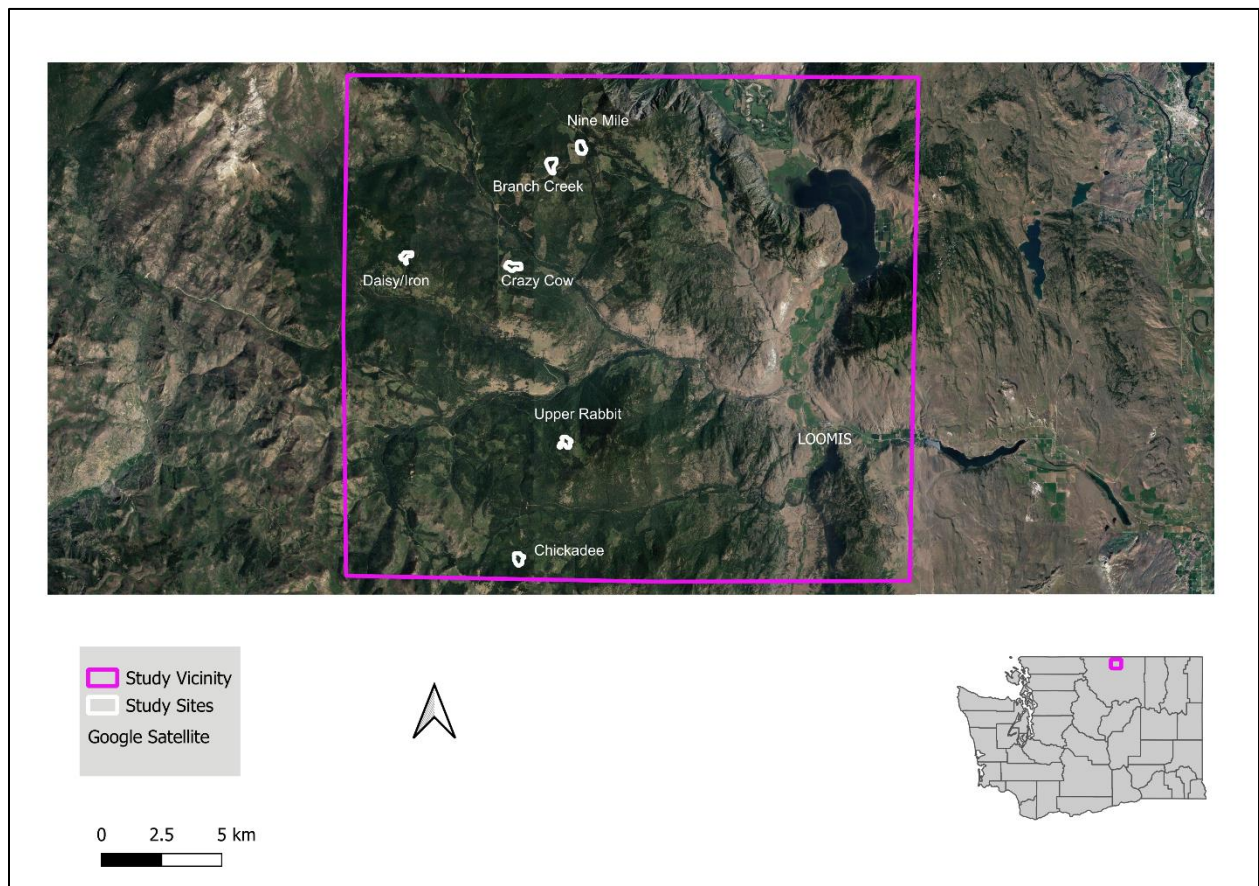 Nine Mile
Branch Creek
Daisy/Iron
Crazy Cow
Upper Rabbit
LOOMIS
Chickadee
Study Vicinity
Study Sites
Google Satellite
0 2.5 5 km